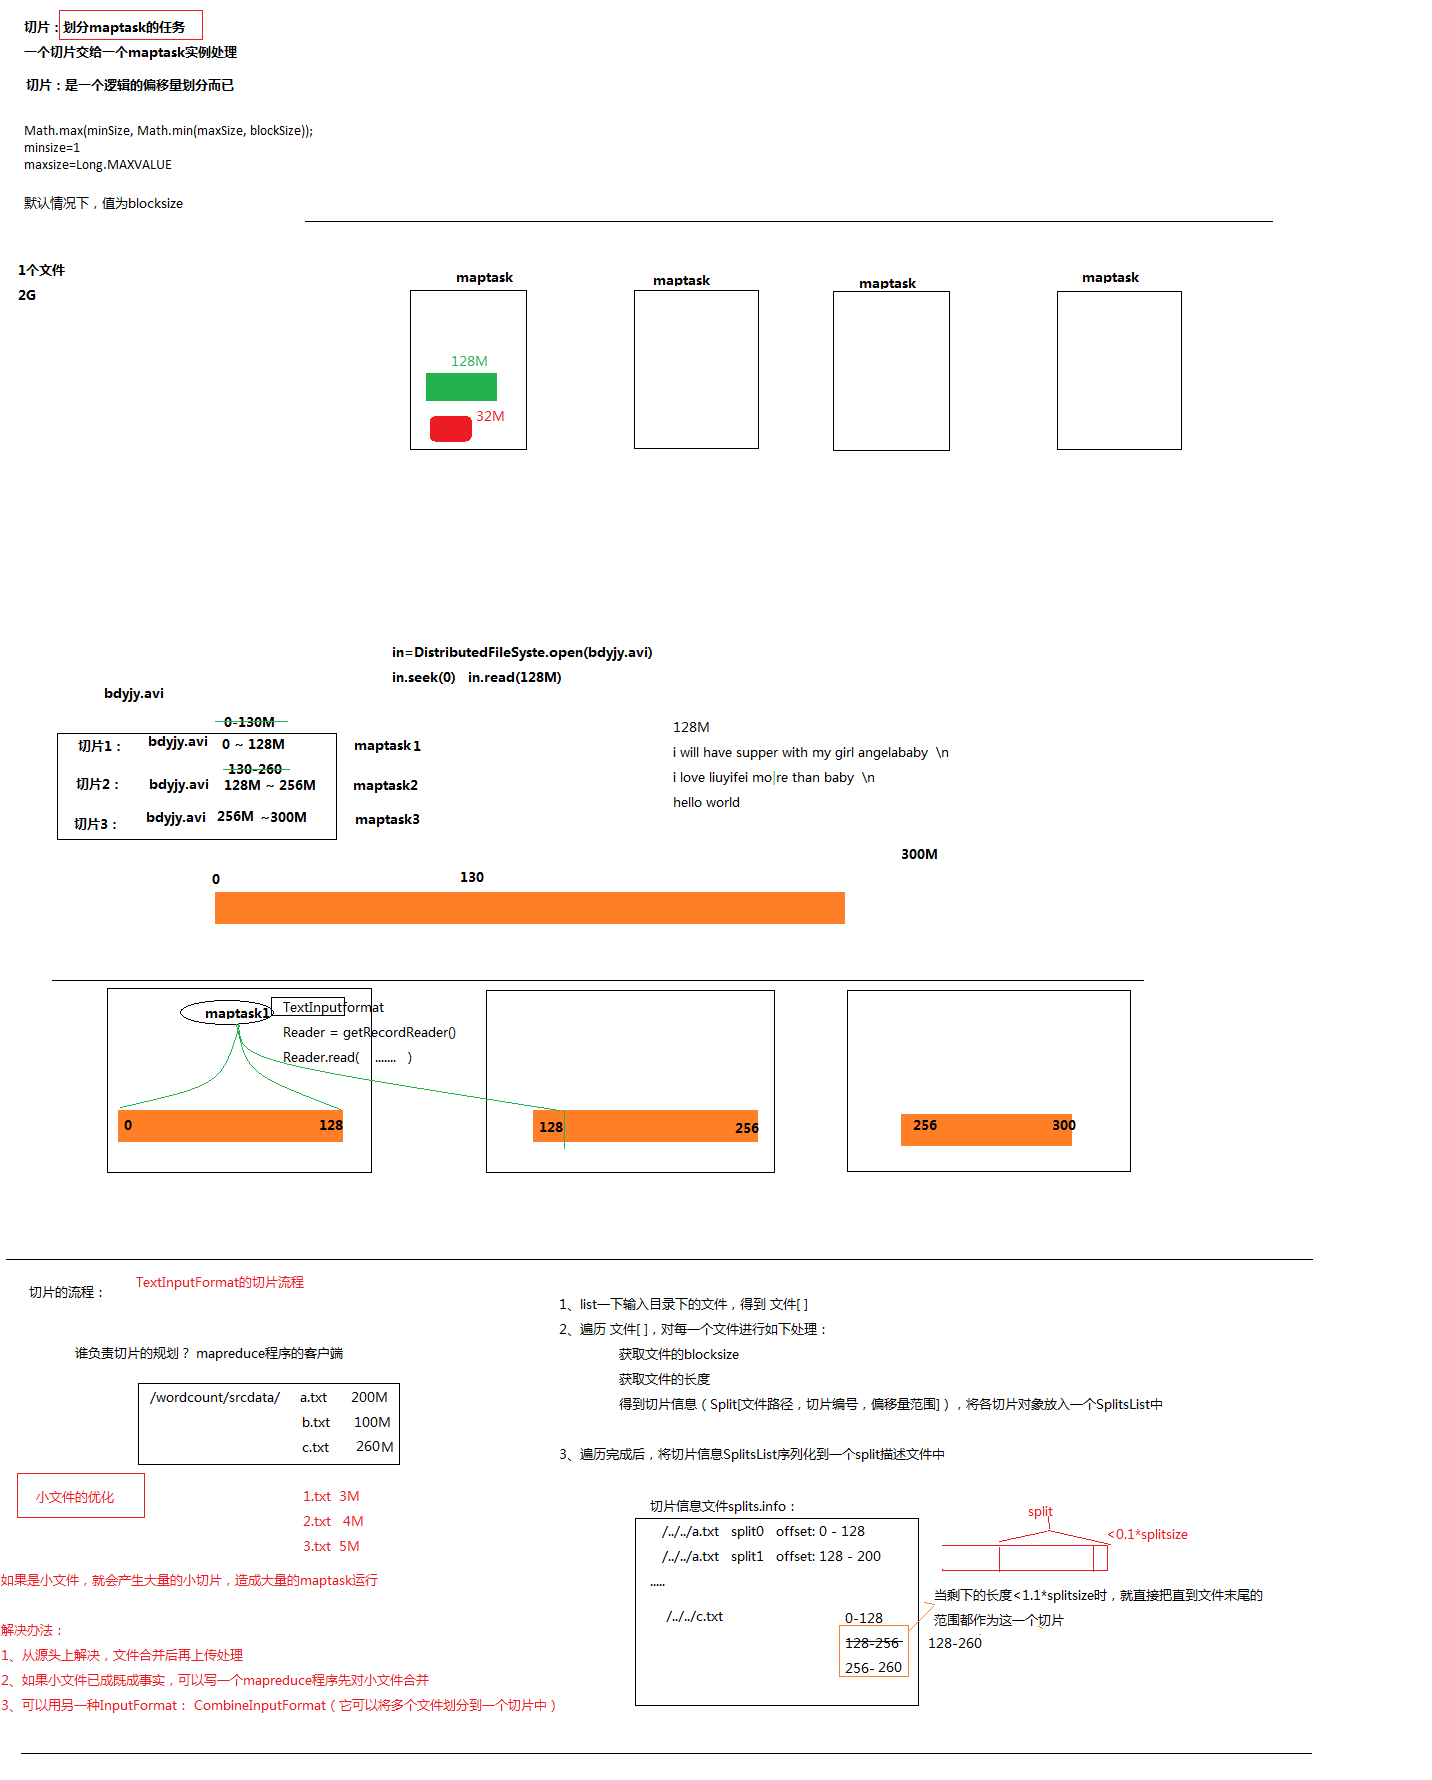 切片：划分maptask的任务
一个切片交给一个maptask实例处理
切片：是一个逻辑的偏移量划分而已
Math.max(minSize, Math.min(maxSize, blockSize));
minsize=1
maxsize=Long.MAXVALUE
默认情况下，值为blocksize
1个文件
2G
maptask
maptask
maptask
maptask
128M
32M
in=DistributedFileSyste.open(bdyjy.avi)
in.seek(0) in.read(128M)
bdyjy.avi
0-130M
切片1： bdyjy.avi 0 ~ 128M maptask1
130-260
切片2： bdyjy.avi 128M ~ 256M maptask2
切片3： bdyjy.avi 256M ~300M maptask3
128M
i will have supper with my girl angelababy \n
i love liuyifei mo|re than baby \n
hello world
300M
0 130
maptask1 TextInputformat
Reader = getRecordReader()
Reader.read( ....... )
0 128
128 256
256 300
切片的流程： TextInputFormat的切片流程
谁负责切片的规划？ mapreduce程序的客户端
/wordcount/srcdata/ a.txt 200M
b.txt 100M
c.txt 260M
小文件的优化
1.txt 3M
2.txt 4M
3.txt 5M
如果是小文件，就会产生大量的小切片，造成大量的maptask运行
解决办法：
1、从源头上解决，文件合并后再上传处理
2、如果小文件已成既成事实，可以写一个mapreduce程序先对小文件合并
3、可以用另一种InputFormat： CombineInputFormat（它可以将多个文件划分到一个切片中）
1、list一下输入目录下的文件，得到 文件[ ]
2、遍历 文件[ ]，对每一个文件进行如下处理：
获取文件的blocksize
获取文件的长度
得到切片信息（Split[文件路径，切片编号，偏移量范围]），将各切片对象放入一个SplitsList中
3、遍历完成后，将切片信息SplitsList序列化到一个split描述文件中
切片信息文件splits.info：
/../../a.txt split0 offset: 0 - 128
/../../a.txt split1 offset: 128 - 200
.....
/../../c.txt 0-128
128-256
256- 260
split
<0.1*splitsize
当剩下的长度<1.1*splitsize时，就直接把直到文件末尾的
范围都作为这一个切片
128-260